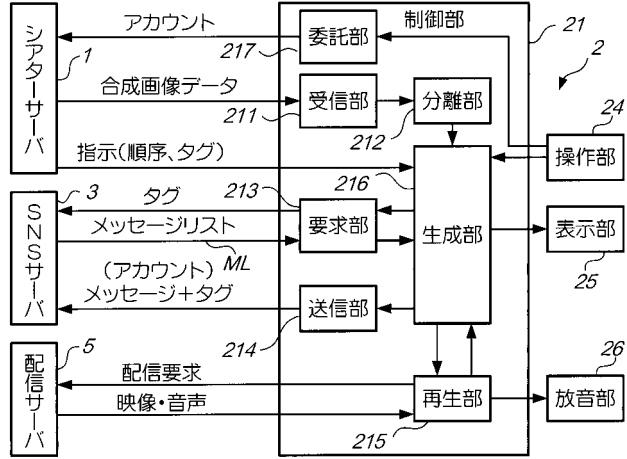 アカウント
委託部
217
制御部
21
2
シアターサーバ
1
合成画像データ
受信部
211
分離部
212
24
操作部
指示(順序、タグ)
216
生成部
SNSサーバ
3
タグ
213
要求部
メッセージリスト
ML
表示部
25
(アカウント)
メッセージ+タグ
送信部
214
配信サーバ
5
配信要求
映像・音声
再生部
215
26
放音部